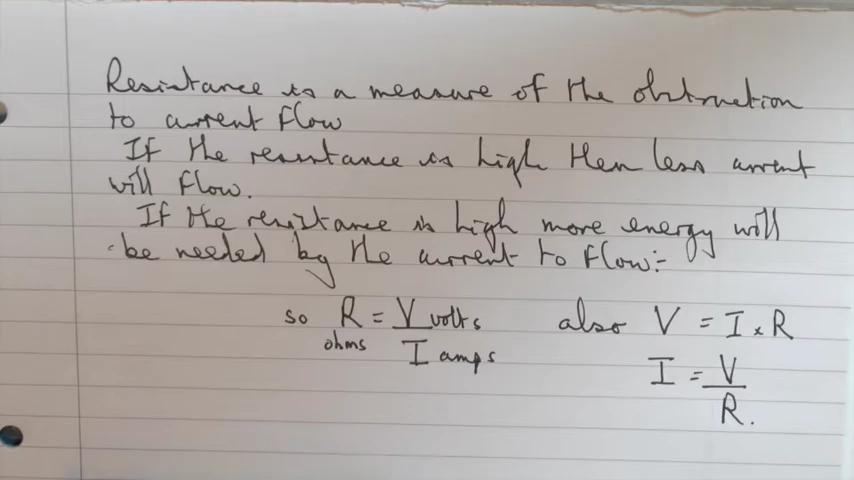 Resistance is a measure of the obstruction
to current flow
If the resistance is high then less current
will flow.
If the resistance is high more energy will
be needed by the current to flow:-
so R = V volts also V = I x R
ohms I amps I = V
R.